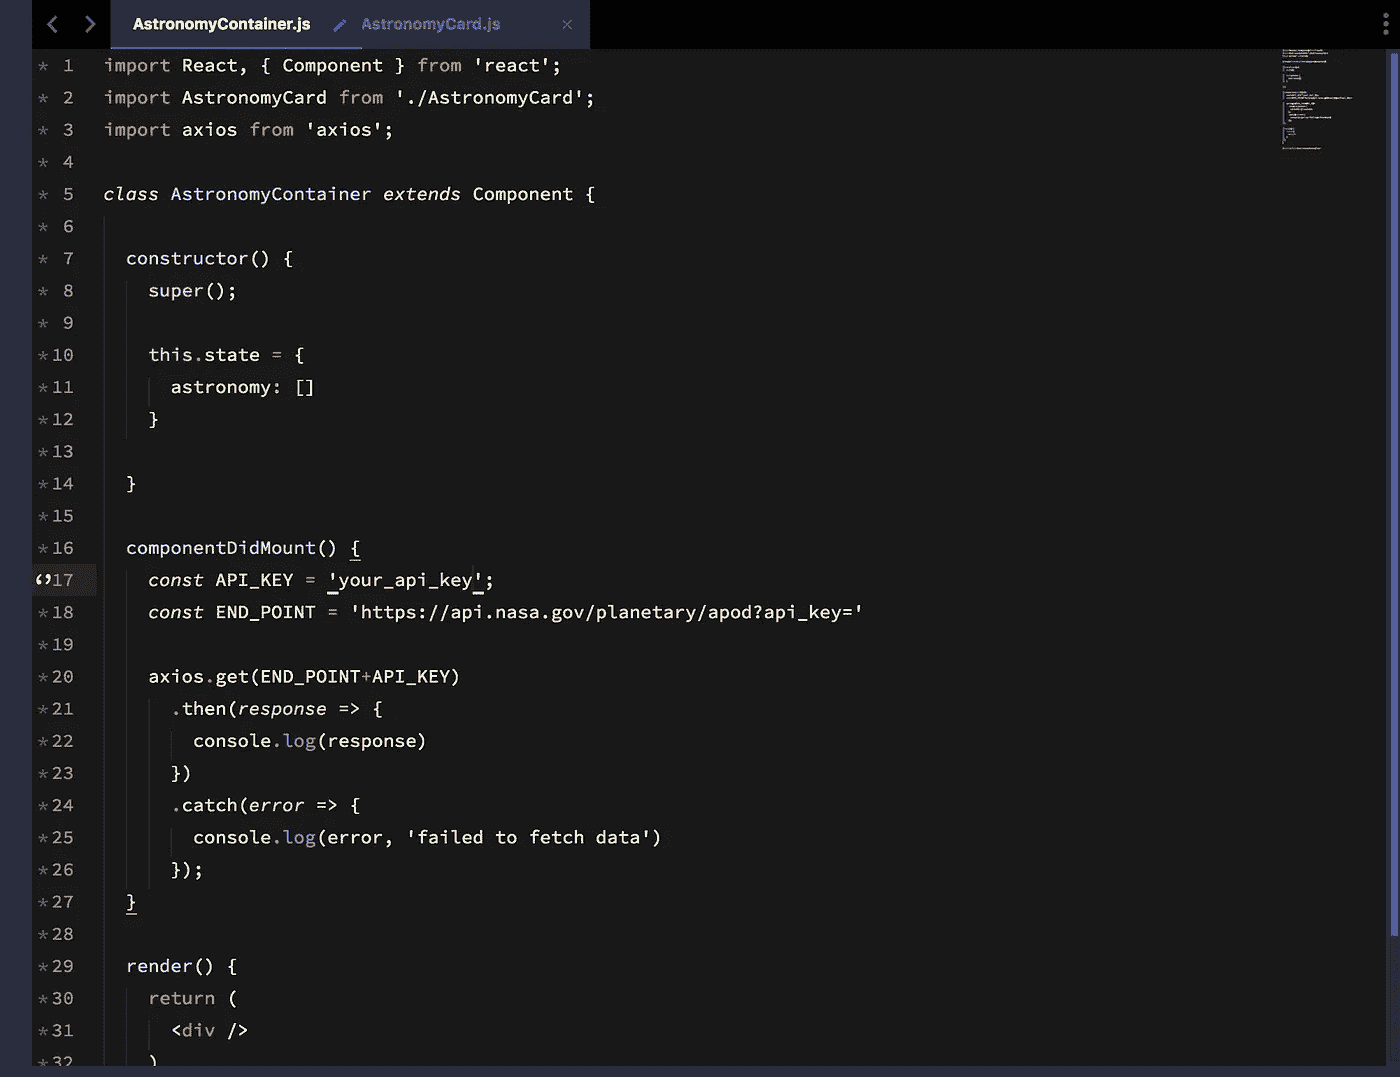 AstronomyContainer.js AstronomyCard.js ×
* 1 import React, { Component } from 'react';
* 2 import AstronomyCard from './AstronomyCard';
* 3 import axios from 'axios';
* 4
* 5 class AstronomyContainer extends Component {
* 6
* 7 constructor() {
* 8 super();
* 9
* 10 this.state = {
* 11 astronomy: []
* 12 }
* 13
* 14 }
* 15
* 16 componentDidMount() {
17 const API_KEY = 'your_api_key';
* 18 const END_POINT = 'https://api.nasa.gov/planetary/apod?api_key='
* 19
* 20 axios.get(END_POINT+API_KEY)
* 21 .then(response => {
* 22 console.log(response)
* 23 })
* 24 .catch(error => {
* 25 console.log(error, 'failed to fetch data')
* 26 });
* 27 }
* 28
* 29 render() {
* 30 return (
* 31 <div />
* 32 )